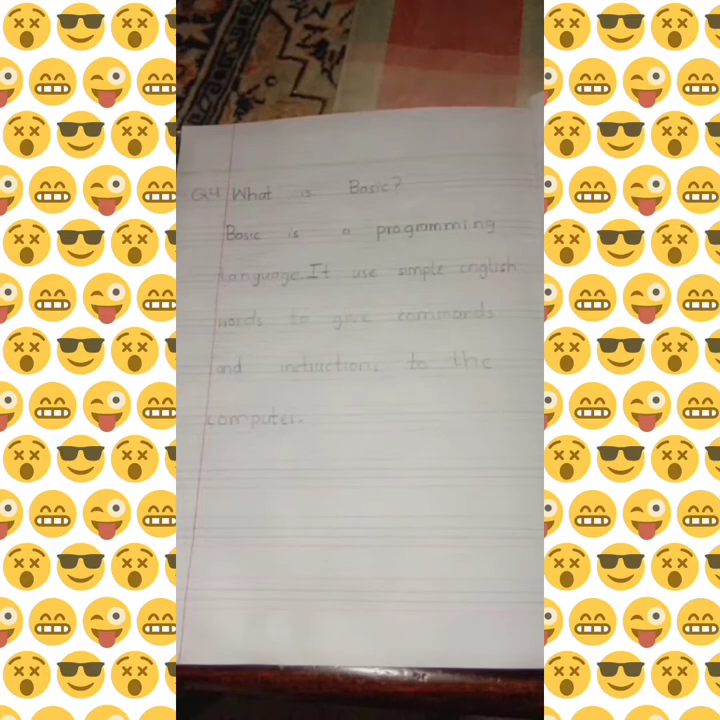 Q4 What is Basic?
Basic is a programming
language. It use simple english
words to give commands
and instructions to the
computer.